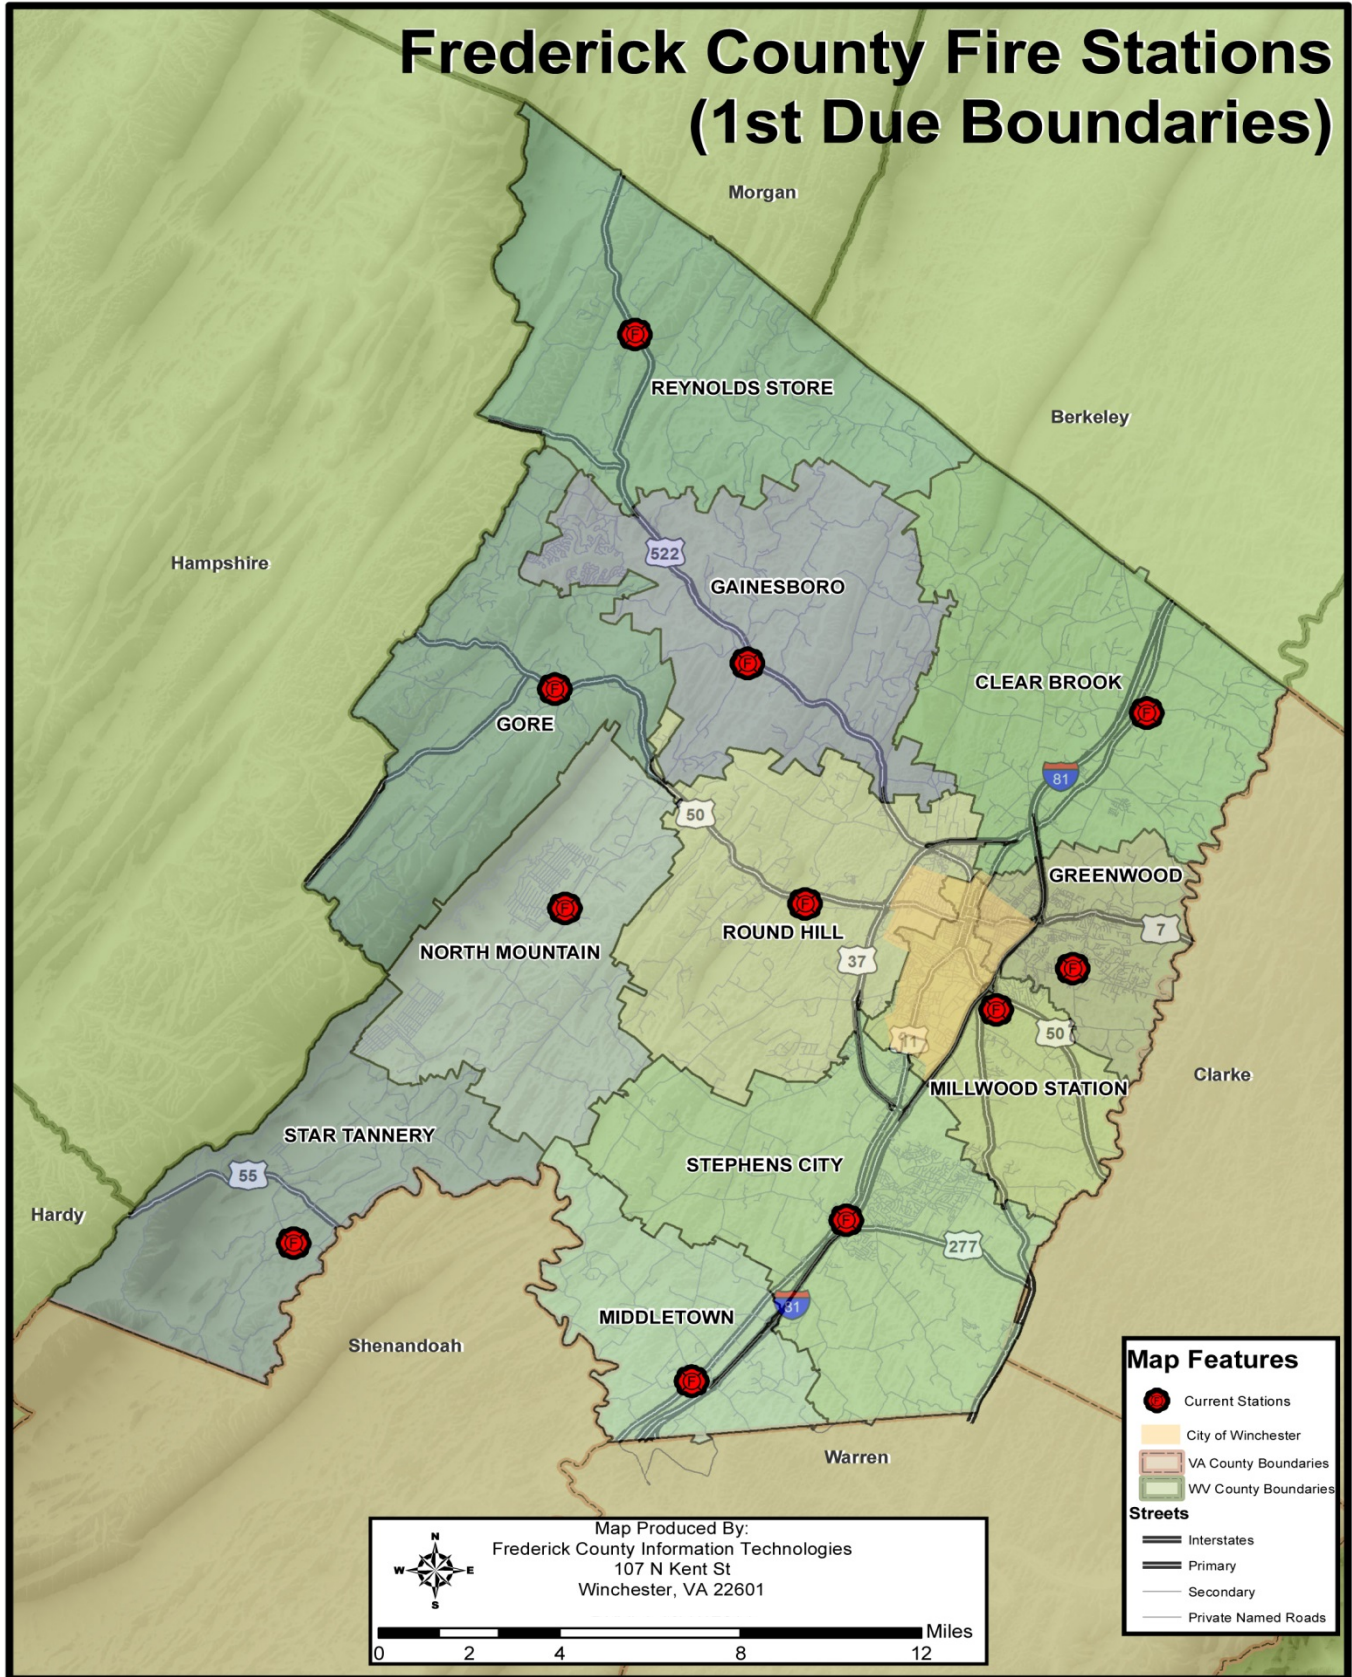 Frederick County Fire Stations
(1st Due Boundaries)
Morgan
REYNOLDS STORE
Berkeley
522
Hampshire
GAINESBORO
F
CLEAR BROOK
F
GORE
F
F
81
50
GREENWOOD
F
ROUND HILL
F
7
NORTH MOUNTAIN
37
F
F
50
11
Clarke
MILLWOOD STATION
STAR TANNERY
STEPHENS CITY
55
Hardy
F
F
277
MIDDLETOWN
81
Shenandoah
F
Warren
Map Features
F
Current Stations
City of Winchester
VA County Boundaries
WV County Boundaries
Streets
Interstates
Primary
Secondary
Private Named Roads
N
W E
S
Map Produced By:
Frederick County Information Technologies
107 N Kent St
Winchester, VA 22601
Miles
0 2 4 8 12